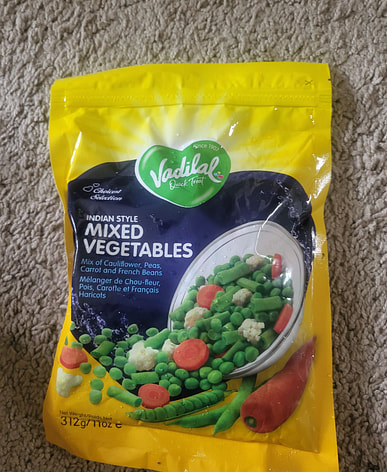 Since 1907
Vadilal
Quick Treat
Choicest
Selection
INDIAN STYLE
MIXED
VEGETABLES
Mix of Cauliflower, Peas,
Carrot and French Beans
Mélanger de Chou-fleur,
Pois, Carotte et Français
Haricots
312g/11oz e